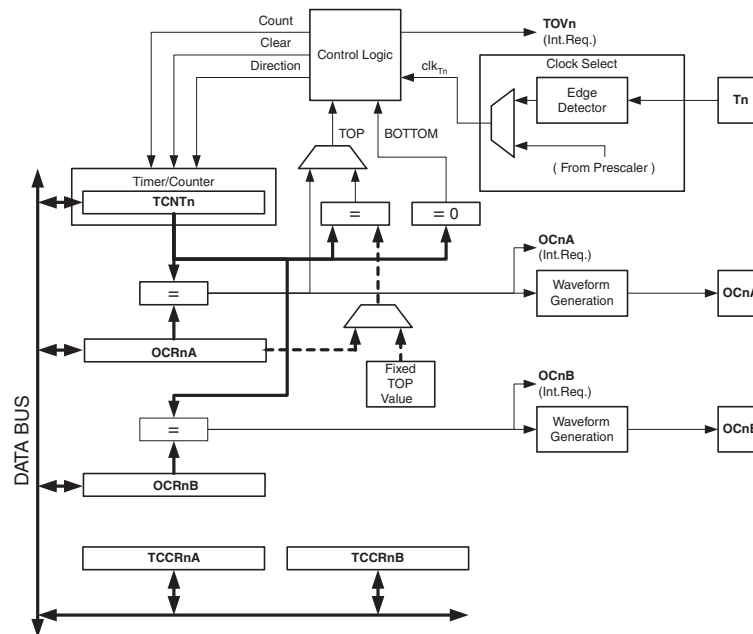 Count
Clear
Direction
Control Logic
TOVn
(Int.Req.)
clkTn
Clock Select
Edge
Detector
Tn
( From Prescaler )
TOP
BOTTOM
Timer/Counter
TCNTn
=
= 0
OCnA
(Int.Req.)
=
Waveform
Generation
OCnA
OCRnA
Fixed
TOP
Value
OCnB
(Int.Req.)
=
Waveform
Generation
OCnB
OCRnB
DATA BUS
TCCRnA
TCCRnB